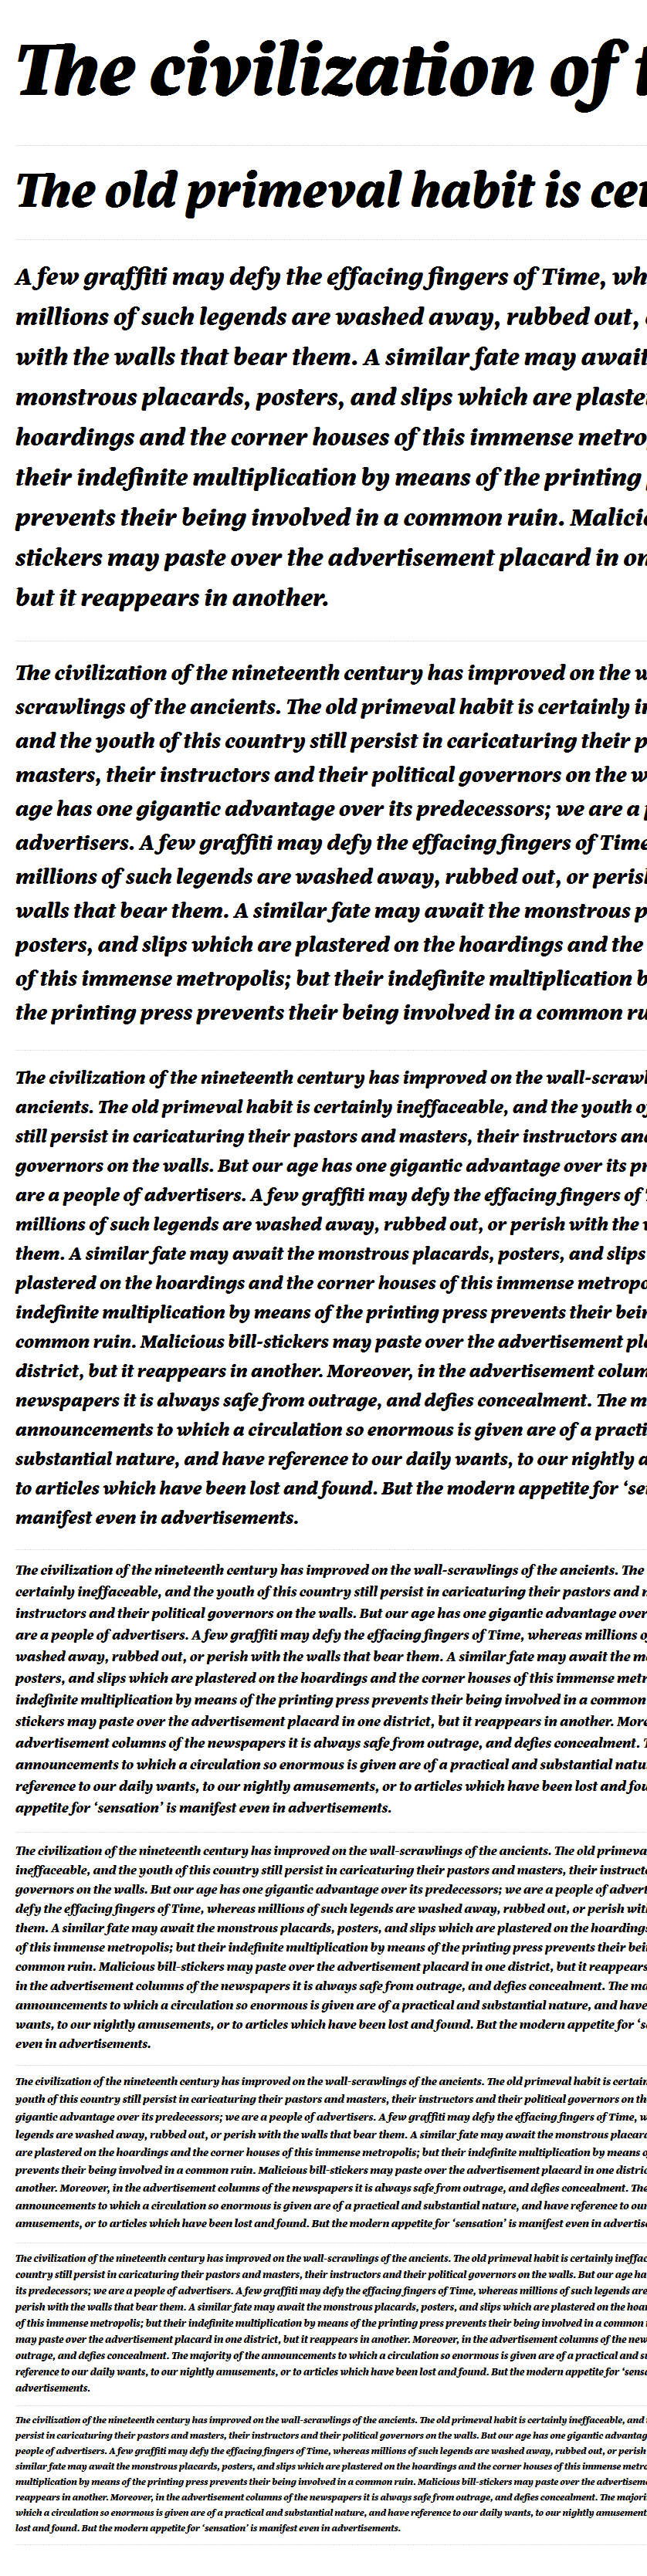 The civilization of t
The old primeval habit is cer
A few graffiti may defy the effacing fingers of Time, wh
millions of such legends are washed away, rubbed out,
with the walls that bear them. A similar fate may await
monstrous placards, posters, and slips which are plaste
hoardings and the corner houses of this immense metro
their indefinite multiplication by means of the printing
prevents their being involved in a common ruin. Malici
stickers may paste over the advertisement placard in on
but it reappears in another.
The civilization of the nineteenth century has improved on the w
scrawlings of the ancients. The old primeval habit is certainly in
and the youth of this country still persist in caricaturing their p
masters, their instructors and their political governors on the w
age has one gigantic advantage over its predecessors; we are a p
advertisers. A few graffiti may defy the effacing fingers of Time
millions of such legends are washed away, rubbed out, or peris
walls that bear them. A similar fate may await the monstrous p
posters, and slips which are plastered on the hoardings and the
of this immense metropolis; but their indefinite multiplication b
the printing press prevents their being involved in a common ru
The civilization of the nineteenth century has improved on the wall-scrawl
ancients. The old primeval habit is certainly ineffaceable, and the youth o
still persist in caricaturing their pastors and masters, their instructors an
governors on the walls. But our age has one gigantic advantage over its pr
are a people of advertisers. A few graffiti may defy the effacing fingers of
millions of such legends are washed away, rubbed out, or perish with the
them. A similar fate may await the monstrous placards, posters, and slips
plastered on the hoardings and the corner houses of this immense metropo
indefinite multiplication by means of the printing press prevents their bein
common ruin. Malicious bill-stickers may paste over the advertisement pl
district, but it reappears in another. Moreover, in the advertisement colum
newspapers it is always safe from outrage, and defies concealment. The m
announcements to which a circulation so enormous is given are of a practi
substantial nature, and have reference to our daily wants, to our nightly a
to articles which have been lost and found. But the modern appetite for ‘se
manifest even in advertisements.
The civilization of the nineteenth century has improved on the wall-scrawlings of the ancients. The
certainly ineffaceable, and the youth of this country still persist in caricaturing their pastors and m
instructors and their political governors on the walls. But our age has one gigantic advantage over
are a people of advertisers. A few graffiti may defy the effacing fingers of Time, whereas millions o
washed away, rubbed out, or perish with the walls that bear them. A similar fate may await the m
posters, and slips which are plastered on the hoardings and the corner houses of this immense metr
indefinite multiplication by means of the printing press prevents their being involved in a common
stickers may paste over the advertisement placard in one district, but it reappears in another. More
advertisement columns of the newspapers it is always safe from outrage, and defies concealment. T
announcements to which a circulation so enormous is given are of a practical and substantial natu
reference to our daily wants, to our nightly amusements, or to articles which have been lost and fou
appetite for ‘sensation’ is manifest even in advertisements.
The civilization of the nineteenth century has improved on the wall-scrawlings of the ancients. The old primeva
ineffaceable, and the youth of this country still persist in caricaturing their pastors and masters, their instructo
governors on the walls. But our age has one gigantic advantage over its predecessors; we are a people of advert
defy the effacing fingers of Time, whereas millions of such legends are washed away, rubbed out, or perish wit
them. A similar fate may await the monstrous placards, posters, and slips which are plastered on the hoardings
of this immense metropolis; but their indefinite multiplication by means of the printing press prevents their bei
common ruin. Malicious bill-stickers may paste over the advertisement placard in one district, but it reappears
in the advertisement columns of the newspapers it is always safe from outrage, and defies concealment. The ma
announcements to which a circulation so enormous is given are of a practical and substantial nature, and have
wants, to our nightly amusements, or to articles which have been lost and found. But the modern appetite for ‘s
even in advertisements.
The civilization of the nineteenth century has improved on the wall-scrawlings of the ancients. The old primeval habit is certain
youth of this country still persist in caricaturing their pastors and masters, their instructors and their political governors on th
gigantic advantage over its predecessors; we are a people of advertisers. A few graffiti may defy the effacing fingers of Time, w
legends are washed away, rubbed out, or perish with the walls that bear them. A similar fate may await the monstrous placard
are plastered on the hoardings and the corner houses of this immense metropolis; but their indefinite multiplication by means o
prevents their being involved in a common ruin. Malicious bill-stickers may paste over the advertisement placard in one distric
another. Moreover, in the advertisement columns of the newspapers it is always safe from outrage, and defies concealment. The
announcements to which a circulation so enormous is given are of a practical and substantial nature, and have reference to our
amusements, or to articles which have been lost and found. But the modern appetite for ‘sensation’ is manifest even in advertise
The civilization of the nineteenth century has improved on the wall-scrawlings of the ancients. The old primeval habit is certainly ineffac
country still persist in caricaturing their pastors and masters, their instructors and their political governors on the walls. But our age ha
its predecessors; we are a people of advertisers. A few graffiti may defy the effacing fingers of Time, whereas millions of such legends are
perish with the walls that bear them. A similar fate may await the monstrous placards, posters, and slips which are plastered on the hoar
of this immense metropolis; but their indefinite multiplication by means of the printing press prevents their being involved in a common
may paste over the advertisement placard in one district, but it reappears in another. Moreover, in the advertisement columns of the new
outrage, and defies concealment. The majority of the announcements to which a circulation so enormous is given are of a practical and su
reference to our daily wants, to our nightly amusements, or to articles which have been lost and found. But the modern appetite for ‘sensa
advertisements.
The civilization of the nineteenth century has improved on the wall-scrawlings of the ancients. The old primeval habit is certainly ineffaceable, and
persist in caricaturing their pastors and masters, their instructors and their political governors on the walls. But our age has one gigantic advantag
people of advertisers. A few graffiti may defy the effacing fingers of Time, whereas millions of such legends are washed away, rubbed out, or perish
similar fate may await the monstrous placards, posters, and slips which are plastered on the hoardings and the corner houses of this immense metro
multiplication by means of the printing press prevents their being involved in a common ruin. Malicious bill-stickers may paste over the advertiseme
reappears in another. Moreover, in the advertisement columns of the newspapers it is always safe from outrage, and defies concealment. The majori
which a circulation so enormous is given are of a practical and substantial nature, and have reference to our daily wants, to our nightly amusement
lost and found. But the modern appetite for ‘sensation’ is manifest even in advertisements.